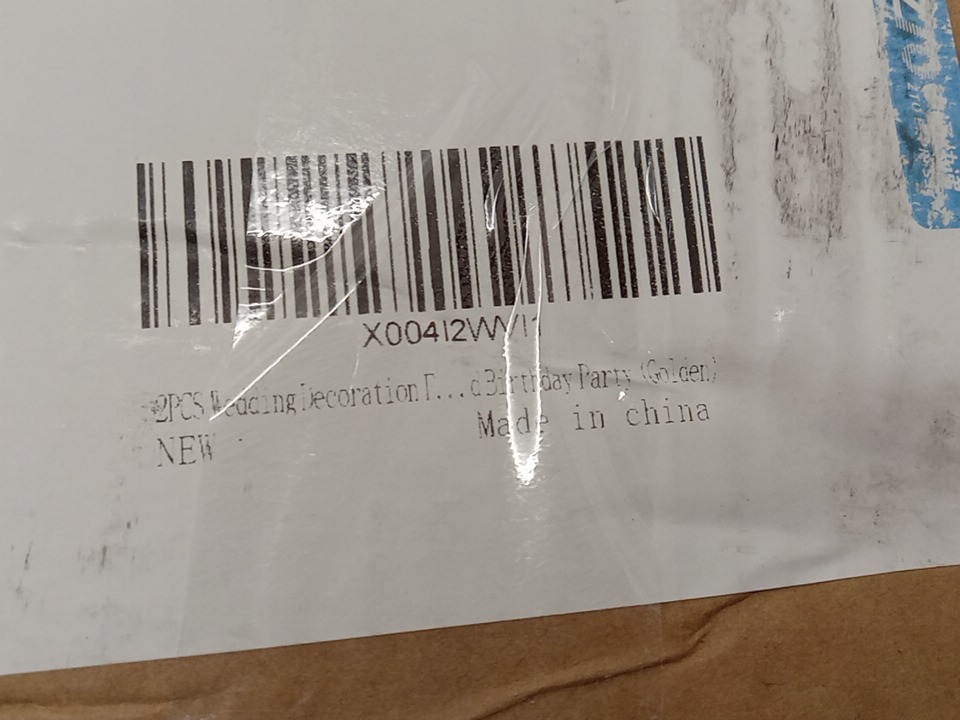 X004I2WVI1
2PCS Wedding Decoration F...d Birthday Party (Golden)
NEW Made in china